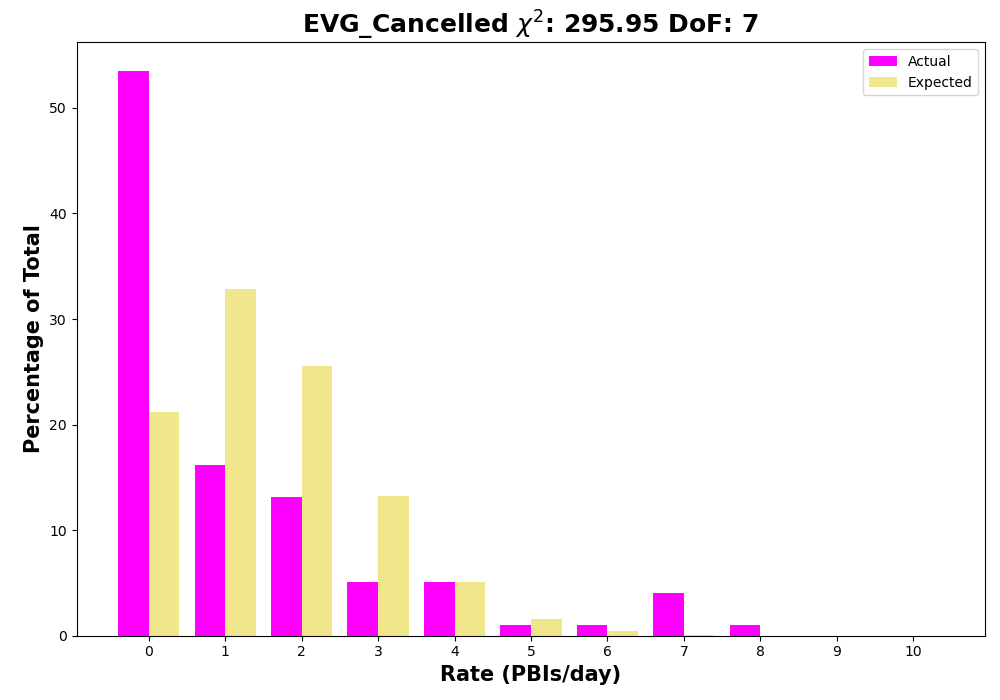 EVG_Cancelled χ²: 295.95 DoF: 7
Actual
Expected
Percentage of Total
50
40
30
20
10
0
0 1 2 3 4 5 6 7 8 9 10
Rate (PBIs/day)